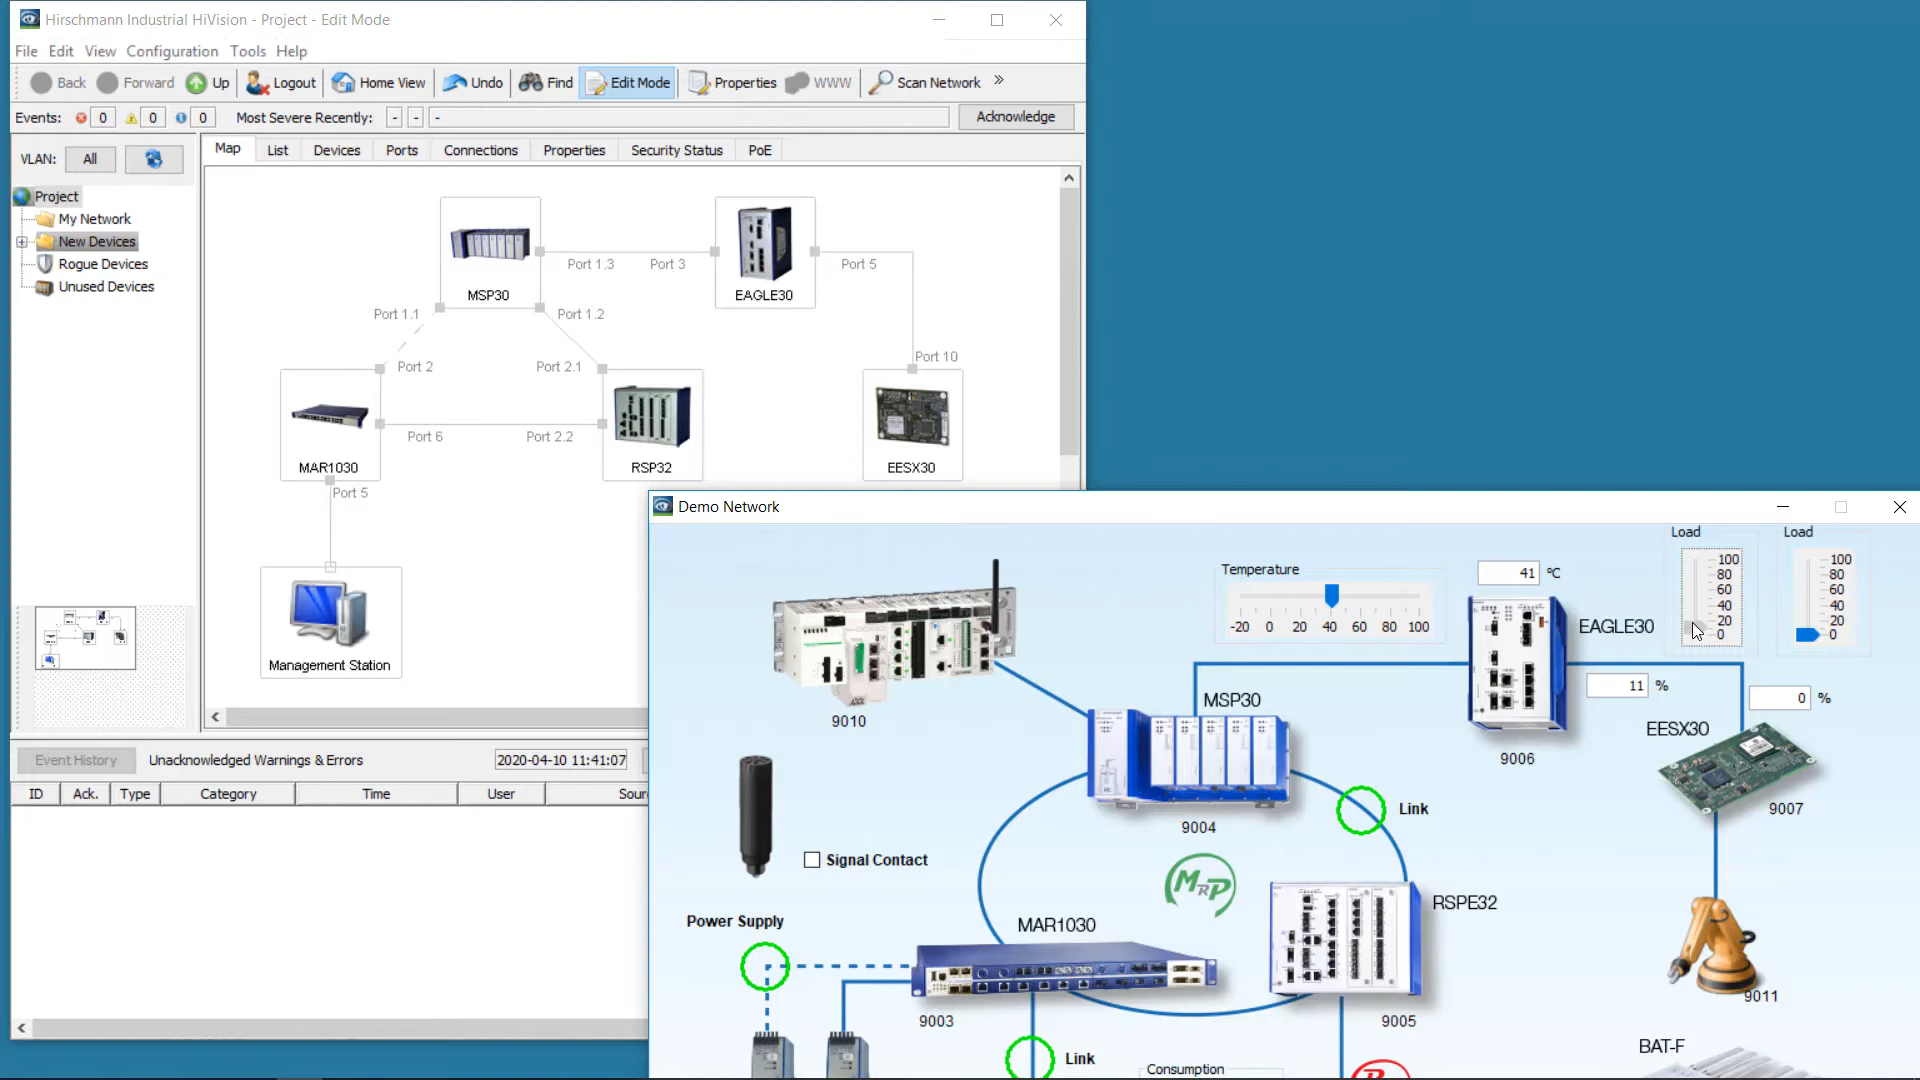 Hirschmann Industrial HiVision - Project - Edit Mode
File Edit View Configuration Tools Help
Back Forward Up Logout Home View Undo Find Edit Mode Properties WWW Scan Network »
Events: 0 0 0 Most Severe Recently: - - - Acknowledge
VLAN: All
Map List Devices Ports Connections Properties Security Status PoE
Project
My Network
New Devices
Rogue Devices
Unused Devices
MSP30
Port 1.3 Port 3
EAGLE30
Port 5
Port 1.1 Port 1.2
Port 10
Port 2 Port 2.1
MAR1030
Port 6 Port 2.2
RSP32
EESX30
Port 5
Management Station
Event History Unacknowledged Warnings & Errors 2020-04-10 11:41:07
ID Ack. Type Category Time User Sour
Demo Network
Load Load
100 80 60 40 20 0
100 80 60 40 20 0
Temperature
-20 0 20 40 60 80 100
41 °C
EAGLE30
11 %
0 %
9006
EESX30
9007
9010
MSP30
9004
Link
Signal Contact
MRP
Power Supply
MAR1030
9003
RSPE32
9005
9011
Link
Consumption
BAT-F